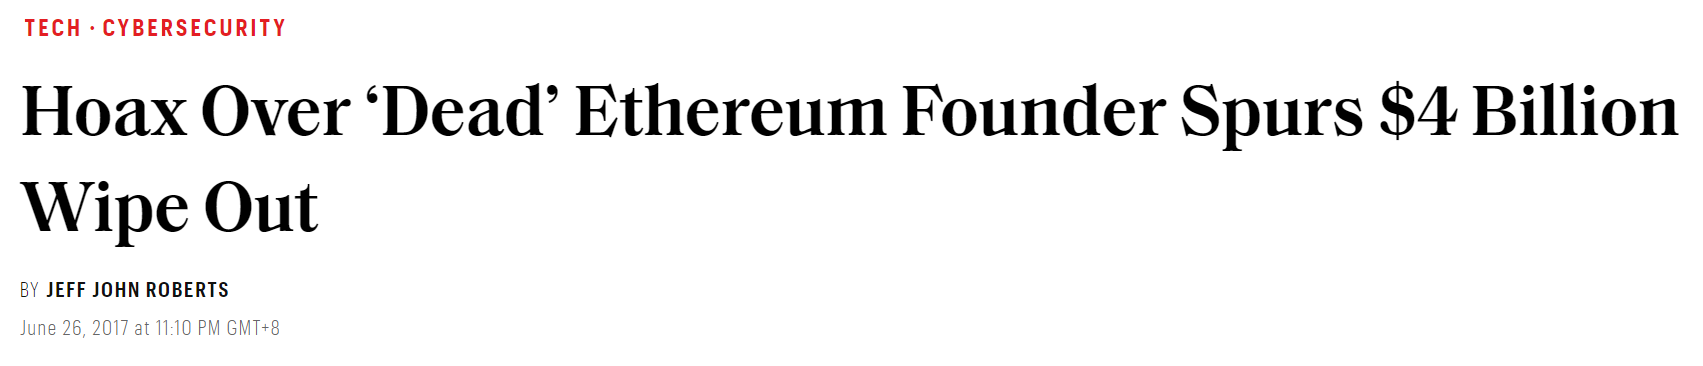 TECH · CYBERSECURITY
Hoax Over ‘Dead’ Ethereum Founder Spurs $4 Billion
Wipe Out
BY JEFF JOHN ROBERTS
June 26, 2017 at 11:10 PM GMT+8